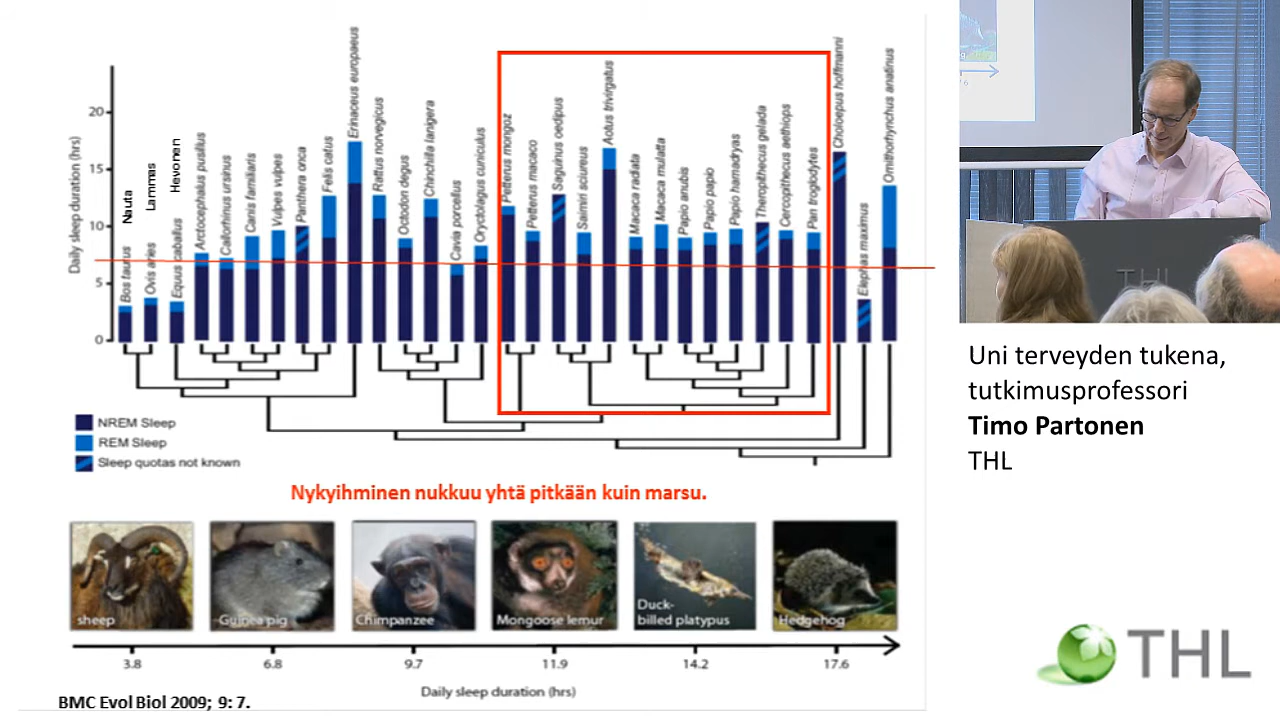 Daily sleep duration (hrs)
20
15
10
5
0
Nauta
Lammas
Hevonen
Bos taurus
Ovis aries
Equus caballus
Arctocephalus pusillus
Callorhinus ursinus
Canis familiaris
Vulpes vulpes
Panthera onca
Felis catus
Erinaceus europaeus
Rattus norvegicus
Octodon degus
Chinchilla lanigera
Cavia porcellus
Oryctolagus cuniculus
Petterus mongoz
Petterus macaco
Saguinus oedipus
Saimiri sciureus
Aotus trivirgatus
Macaca radiata
Macaca mulatta
Papio anubis
Papio papio
Papio hamadryas
Theropithecus gelada
Cercopithecus aethiops
Pan troglodytes
Choloepus hoffmanni
Elephas maximus
Ornithorhynchus anatinus
NREM Sleep
REM Sleep
Sleep quotas not known
Nykyihminen nukkuu yhtä pitkään kuin marsu.
sheep
Guinea pig
Chimpanzee
Mongoose lemur
Duck-
billed platypus
Hedgehog
3.8 6.8 9.7 11.9 14.2 17.6
Daily sleep duration (hrs)
BMC Evol Biol 2009; 9: 7.
THL
Uni terveyden tukena,
tutkimusprofessori
Timo Partonen
THL
THL